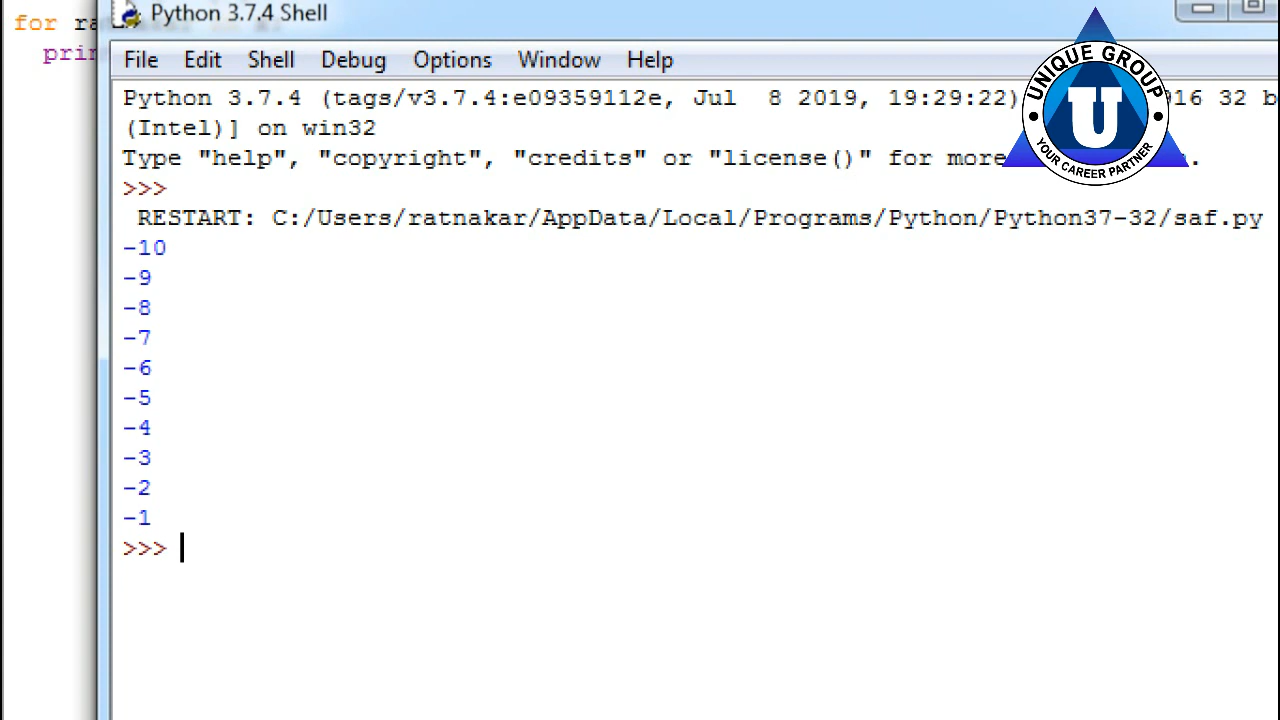 Python 3.7.4 Shell
for
prin
File Edit Shell Debug Options Window Help
Python 3.7.4 (tags/v3.7.4:e09359112e, Jul 8 2019, 19:29:22) 916 32 b
(Intel)] on win32
Type "help", "copyright", "credits" or "license()" for more
>>>
RESTART: C:/Users/ratnakar/AppData/Local/Programs/Python/Python37-32/saf.py
-10
-9
-8
-7
-6
-5
-4
-3
-2
-1
>>>
UNIQUE GROUP
U
YOUR CAREER PARTNER